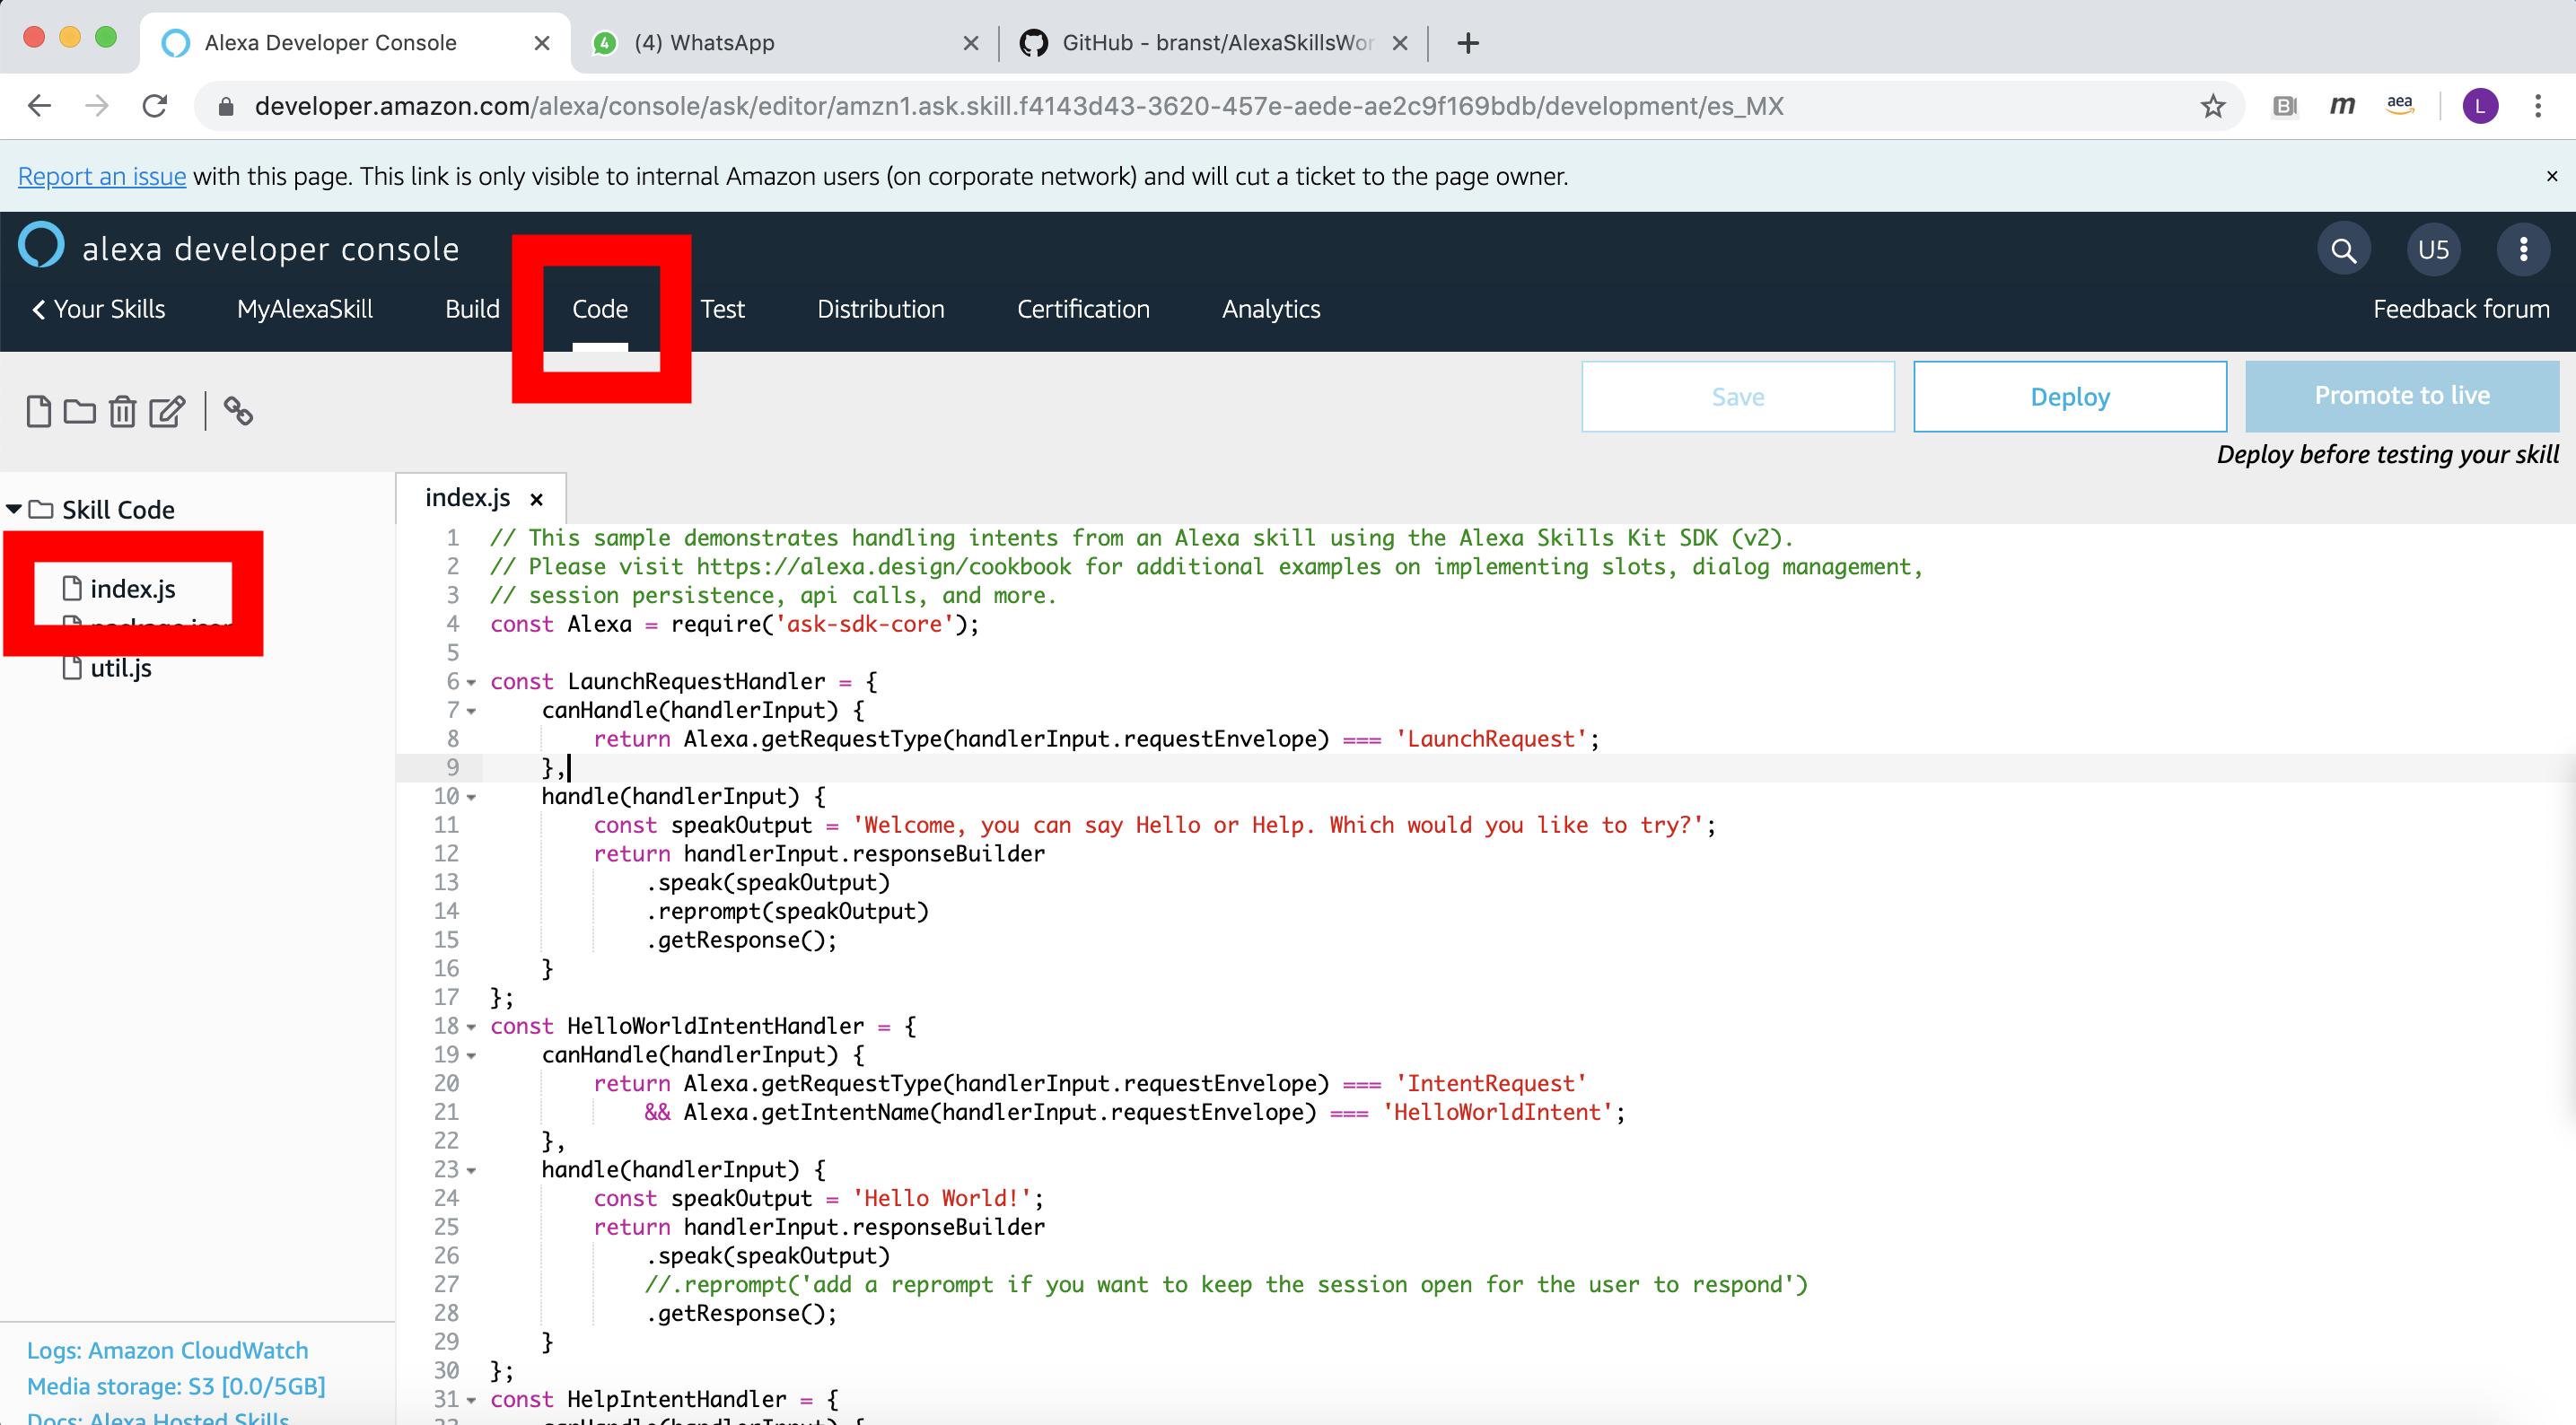 Alexa Developer Console
4
(4) WhatsApp
GitHub - branst/AlexaSkillsWor
developer.amazon.com/alexa/console/ask/editor/amzn1.ask.skill.f4143d43-3620-457e-aede-ae2c9f169bdb/development/es_MX
B
m
aea
L
Report an issue with this page. This link is only visible to internal Amazon users (on corporate network) and will cut a ticket to the page owner.
alexa developer console
U5
Your Skills
MyAlexaSkill
Build
Code
Test
Distribution
Certification
Analytics
Feedback forum
Save
Deploy
Promote to live
Deploy before testing your skill
Skill Code
index.js
package.json
util.js
index.js
1 // This sample demonstrates handling intents from an Alexa skill using the Alexa Skills Kit SDK (v2).
2 // Please visit https://alexa.design/cookbook for additional examples on implementing slots, dialog management,
3 // session persistence, api calls, and more.
4 const Alexa = require('ask-sdk-core');
5
6 const LaunchRequestHandler = {
7 canHandle(handlerInput) {
8 return Alexa.getRequestType(handlerInput.requestEnvelope) === 'LaunchRequest';
9 },
10 handle(handlerInput) {
11 const speakOutput = 'Welcome, you can say Hello or Help. Which would you like to try?';
12 return handlerInput.responseBuilder
13 .speak(speakOutput)
14 .reprompt(speakOutput)
15 .getResponse();
16 }
17 };
18 const HelloWorldIntentHandler = {
19 canHandle(handlerInput) {
20 return Alexa.getRequestType(handlerInput.requestEnvelope) === 'IntentRequest'
21 && Alexa.getIntentName(handlerInput.requestEnvelope) === 'HelloWorldIntent';
22 },
23 handle(handlerInput) {
24 const speakOutput = 'Hello World!';
25 return handlerInput.responseBuilder
26 .speak(speakOutput)
27 //.reprompt('add a reprompt if you want to keep the session open for the user to respond')
28 .getResponse();
29 }
30 };
31 const HelpIntentHandler = {
32 canHandle(handlerInput) {
Logs: Amazon CloudWatch
Media storage: S3 [0.0/5GB]
Docs: Alexa Hosted Skills